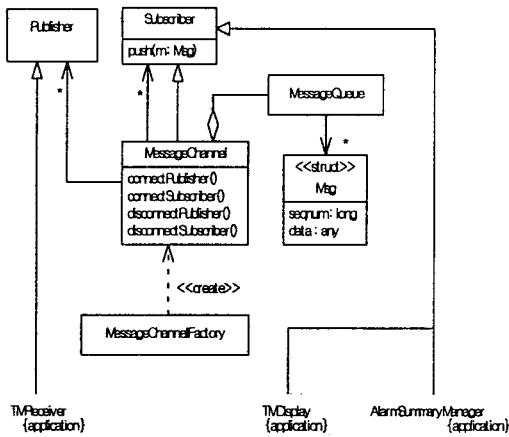 Publisher
Subscriber
push(m: Msg)
*
*
MessageQueue
*
MessageChannel
connectPublisher()
connectSubscriber()
disconnectPublisher()
disconnectSubscriber()
<<struct>>
Msg
seqnum : long
data : any
<<create>>
MessageChannelFactory
TMReceiver
{application}
TMDisplay
{application}
AlarmSummaryManager
{application}